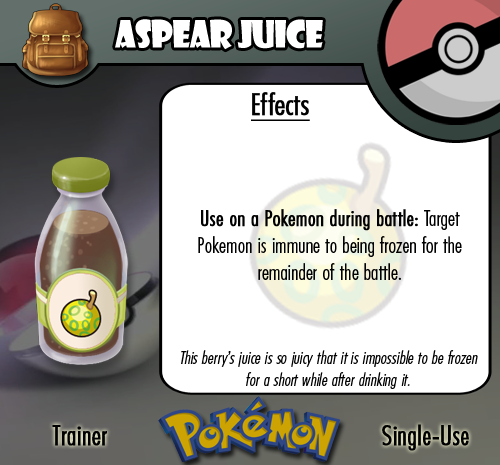 ASPEAR JUICE
Effects
Use on a Pokemon during battle: Target
Pokemon is immune to being frozen for the
remainder of the battle.
This berry's juice is so juicy that it is impossible to be frozen
for a short while after drinking it.
Trainer
POKéMON
Single-Use